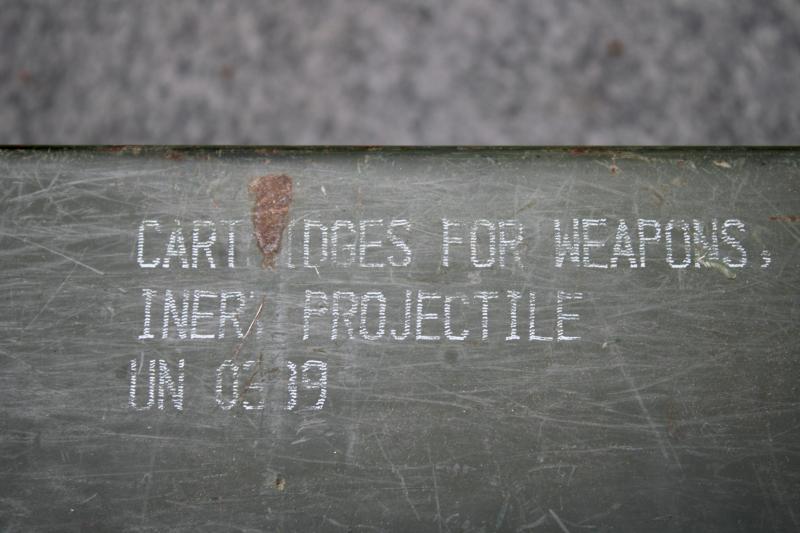 CARTRIDGES FOR WEAPONS,
INERT PROJECTILE
UN 0339